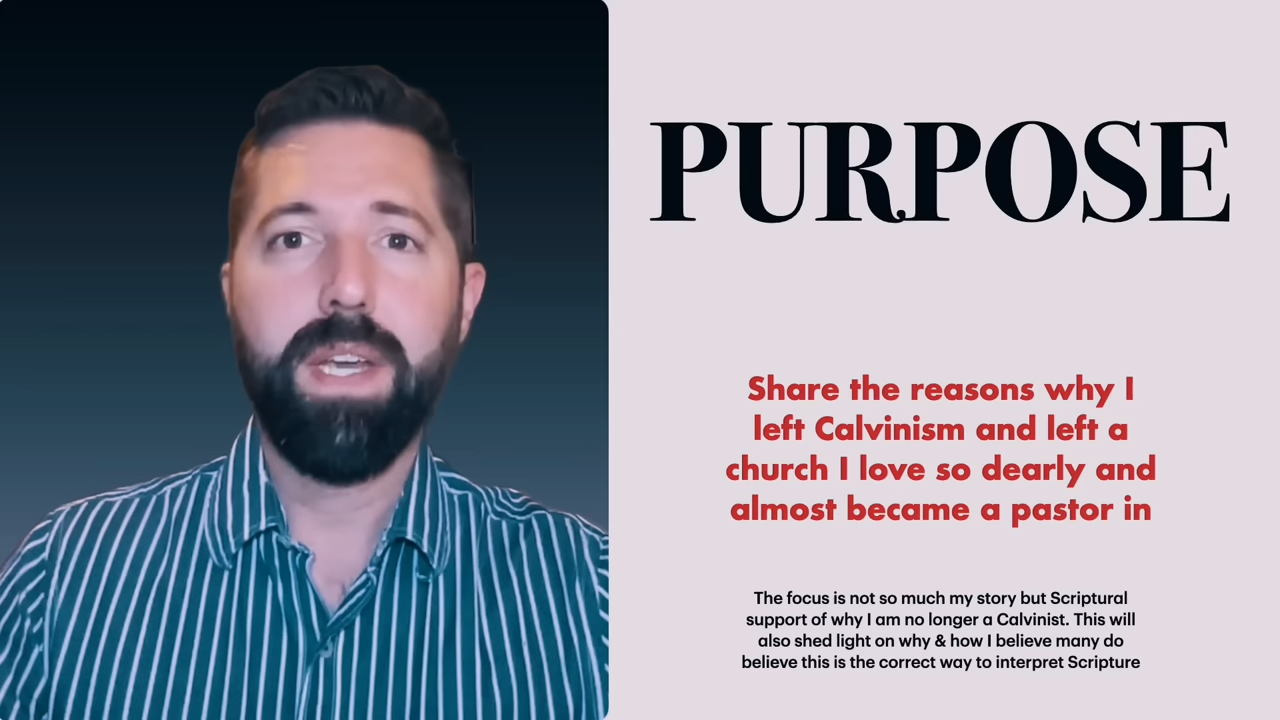 PURPOSE
Share the reasons why I
left Calvinism and left a
church I love so dearly and
almost became a pastor in
The focus is not so much my story but Scriptural
support of why I am no longer a Calvinist. This will
also shed light on why & how I believe many do
believe this is the correct way to interpret Scripture